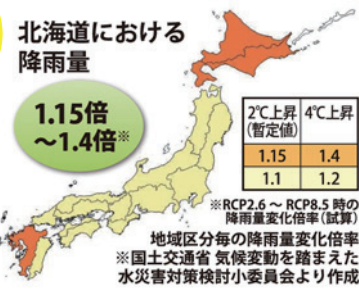 北海道における
降雨量
1.15倍
～1.4倍※
2℃上昇
(暫定値)
4℃上昇
1.15 1.4
1.1 1.2
※RCP2.6 ～ RCP8.5 時の
降雨量変化倍率(試算)
地域区分毎の降雨量変化倍率
※国土交通省 気候変動を踏まえた
水災害対策検討小委員会より作成